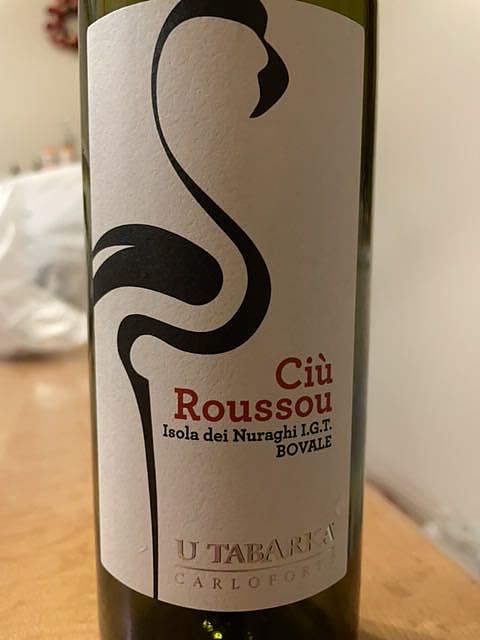 Ciù
Roussou
Isola dei Nuraghi I.G.T.
BOVALE
U TABARKA
CARLOFORTE